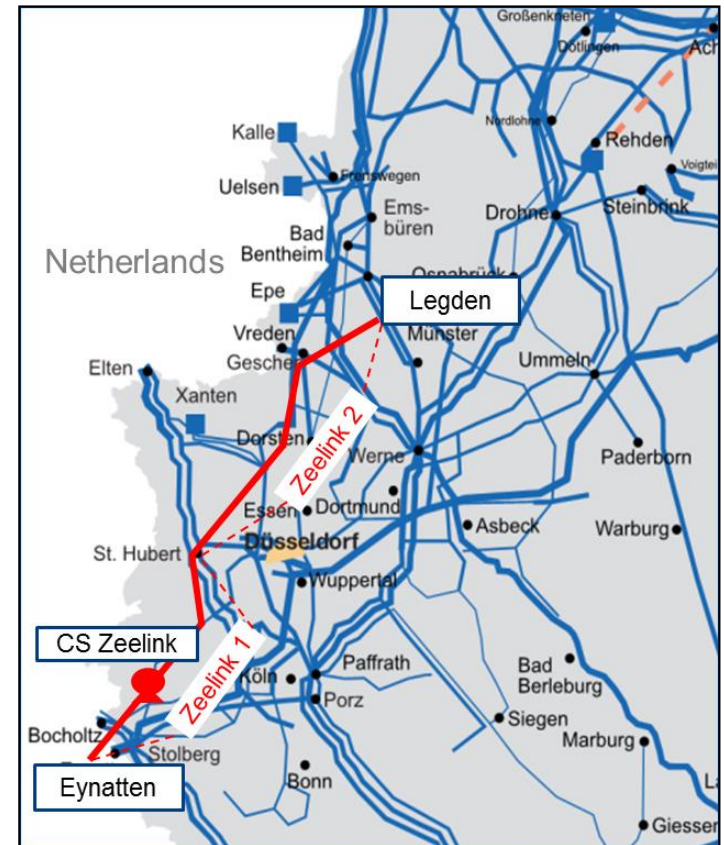 Großenkneten
Dötlingen
Ach
Nordlohne
Rehden
Voigtei
Kalle
Frenswegen
Uelsen
Steinbrink
Ems-
büren
Drohne
Bad
Bentheim
Netherlands
Osnabrück
Epe
Legden
Vreden
Münster
Gescher
Ummeln
Elten
Xanten
Zeelink 2
Dorsten
Werne
Paderborn
Essen
Dortmund
Asbeck
Warburg
Düsseldorf
St. Hubert
Wuppertal
CS Zeelink
Zeelink 1
Paffrath
Bad
Berleburg
Köln
Porz
Siegen
Marburg
Bocholtz
Stolberg
Eynatten
Bonn
Giessen